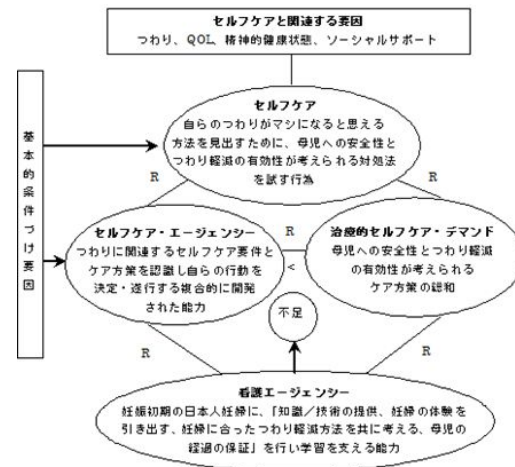 セルフケアと関連する要因
つわり、QOL、精神的健康状態、ソーシャルサポート
基本的条件づけ要因
セルフケア
自らのつわりがマシになると思える
方法を見出すために、母児への安全性と
つわり軽減の有効性が考えられる対処法
を試す行為
R
R
セルフケア・エージェンシー
つわりに関連するセルフケア要件と
ケア方策を認識し自らの行動を
決定・遂行する複合的に開発
された能力
R
<
治療的セルフケア・デマンド
母児への安全性とつわり軽減
の有効性が考えられる
ケア方策の総和
不足
R
R
看護エージェンシー
妊娠初期の日本人妊婦に、「知識/技術の提供、妊婦の体験を
引き出す、妊婦に合ったつわり軽減方法を共に考える、母児の
経過の保証」を行い学習を支える能力